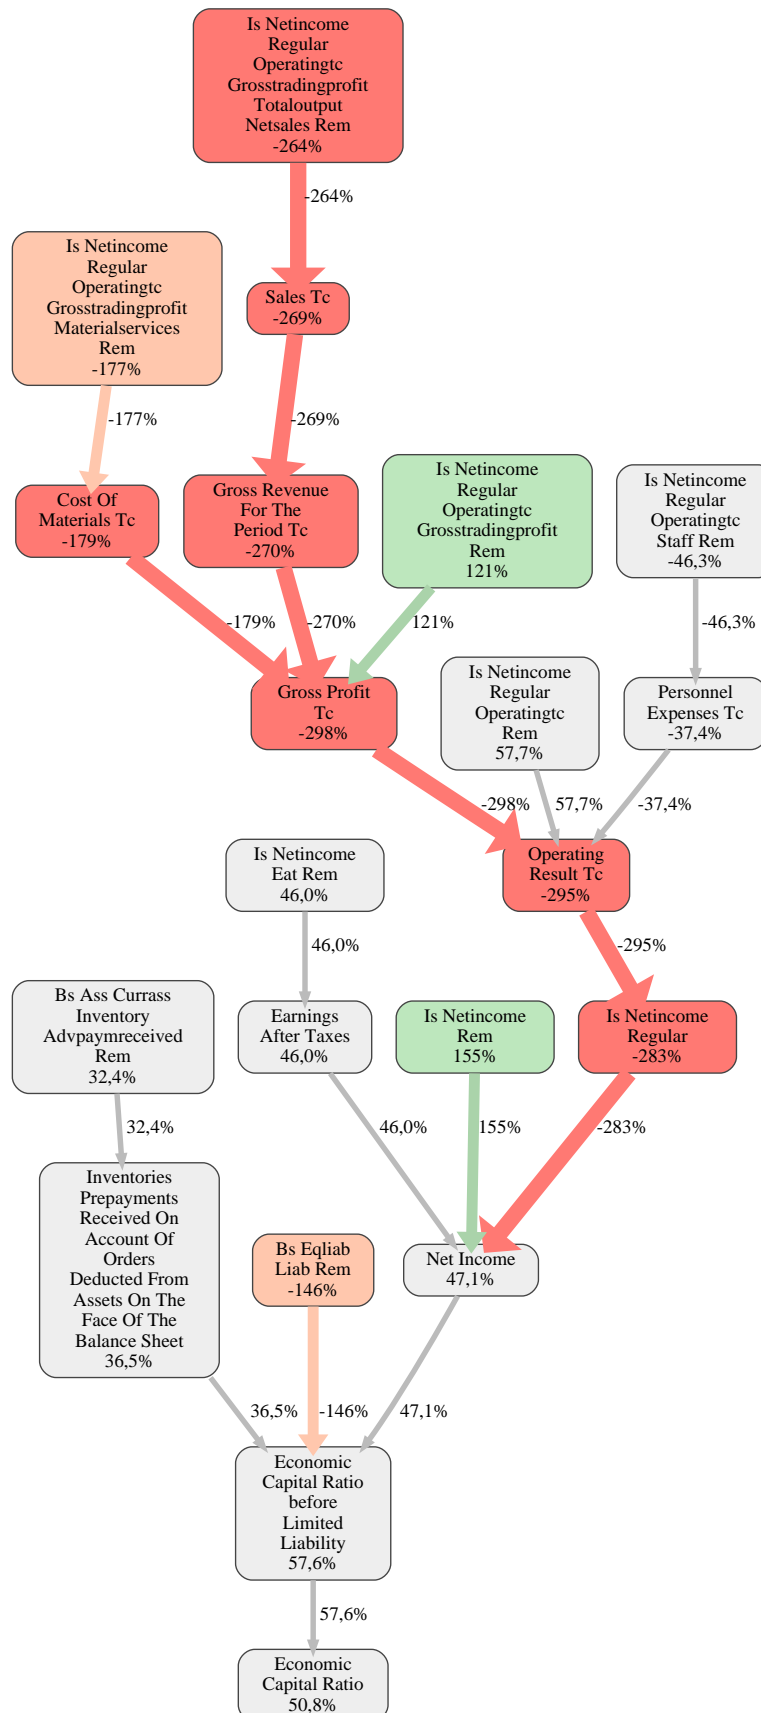 Is Netincome
Regular
Operatingtc
Grosstradingprofit
Totaloutput
Netsales Rem
-264%
-264%
Is Netincome
Regular
Operatingtc
Grosstradingprofit
Materialservices
Rem
-177%
Sales Tc
-269%
-177%
-269%
Cost Of
Materials Tc
-179%
Gross Revenue
For The
Period Tc
-270%
Is Netincome
Regular
Operatingtc
Grosstradingprofit
Rem
121%
Is Netincome
Regular
Operatingtc
Staff Rem
-46,3%
-179%
-270%
121%
-46,3%
Gross Profit
Tc
-298%
Is Netincome
Regular
Operatingtc
Rem
57,7%
Personnel
Expenses Tc
-37,4%
-298%
57,7%
-37,4%
Is Netincome
Eat Rem
46,0%
Operating
Result Tc
-295%
46,0%
-295%
Bs Ass Currass
Inventory
Advpaymreceived
Rem
32,4%
Earnings
After Taxes
46,0%
Is Netincome
Rem
155%
Is Netincome
Regular
-283%
32,4%
46,0%
155%
-283%
Inventories
Prepayments
Received On
Account Of
Orders
Deducted From
Assets On The
Face Of The
Balance Sheet
36,5%
Bs Eqliab
Liab Rem
-146%
Net Income
47,1%
36,5%
-146%
47,1%
Economic
Capital Ratio
before
Limited
Liability
57,6%
57,6%
Economic
Capital Ratio
50,8%